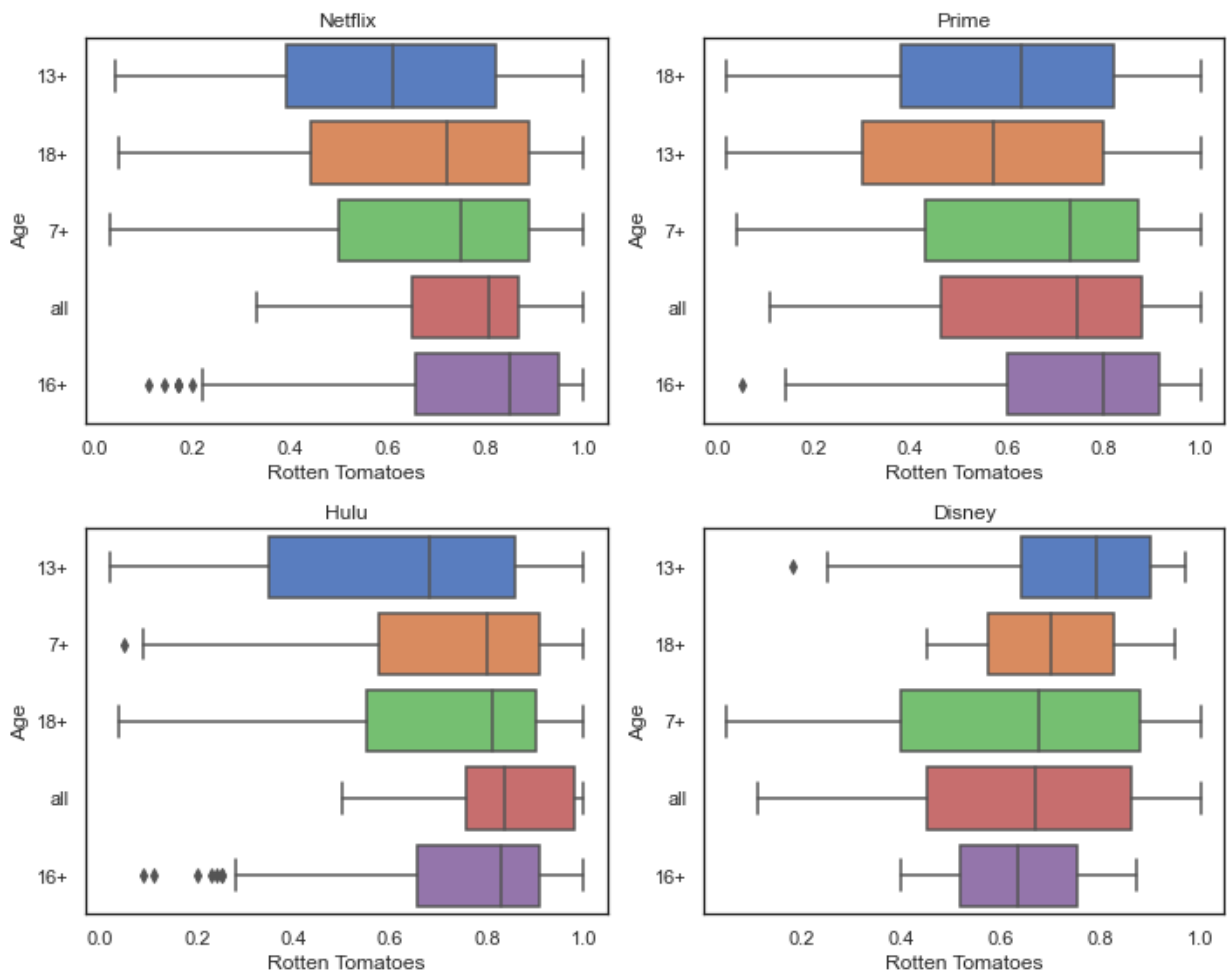 Netflix
Age
13+
18+
7+
all
16+
0.0 0.2 0.4 0.6 0.8 1.0
Rotten Tomatoes
Prime
Age
18+
13+
7+
all
16+
0.0 0.2 0.4 0.6 0.8 1.0
Rotten Tomatoes
Hulu
Age
13+
7+
18+
all
16+
0.0 0.2 0.4 0.6 0.8 1.0
Rotten Tomatoes
Disney
Age
13+
18+
7+
all
16+
0.2 0.4 0.6 0.8 1.0
Rotten Tomatoes